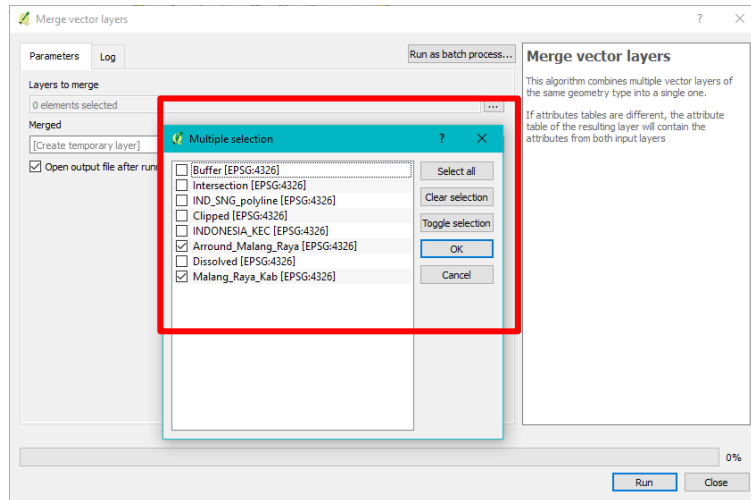 Merge vector layers
Parameters
Log
Run as batch process...
Layers to merge
0 elements selected
...
Merged
[Create temporary layer]
Open output file after runn
Multiple selection
Buffer [EPSG:4326]
Intersection [EPSG:4326]
IND_SNG_polyline [EPSG:4326]
Clipped [EPSG:4326]
INDONESIA_KEC [EPSG:4326]
Arround_Malang_Raya [EPSG:4326]
Dissolved [EPSG:4326]
Malang_Raya_Kab [EPSG:4326]
Select all
Clear selection
Toggle selection
OK
Cancel
Merge vector layers
This algorithm combines multiple vector layers of
the same geometry type into a single one.
If attributes tables are different, the attribute
table of the resulting layer will contain the
attributes from both input layers
0%
Run
Close